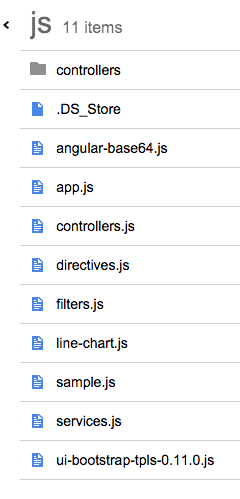 js 11 items
controllers
.DS_Store
angular-base64.js
app.js
controllers.js
directives.js
filters.js
line-chart.js
sample.js
services.js
ui-bootstrap-tpls-0.11.0.js